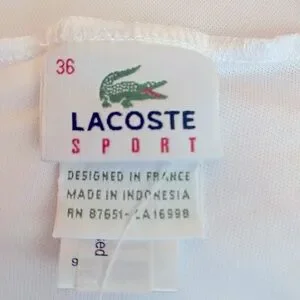 36
LACOSTE
SPORT
DESIGNED IN FRANCE
MADE IN INDONESIA
RN 87651- CA16998